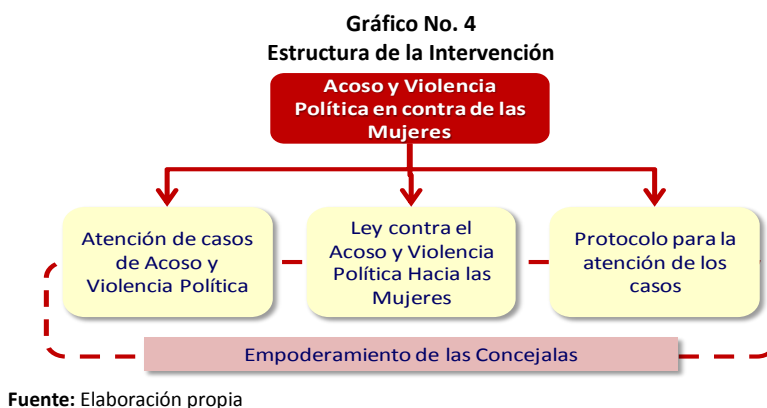 Gráfico No. 4
Estructura de la Intervención
Acoso y Violencia
Política en contra de las
Mujeres
Atención de casos
de Acoso y
Violencia Política
Ley contra el
Acoso y Violencia
Política Hacia las
Mujeres
Protocolo para la
atención de los
casos
Empoderamiento de las Concejalas
Fuente: Elaboración propia